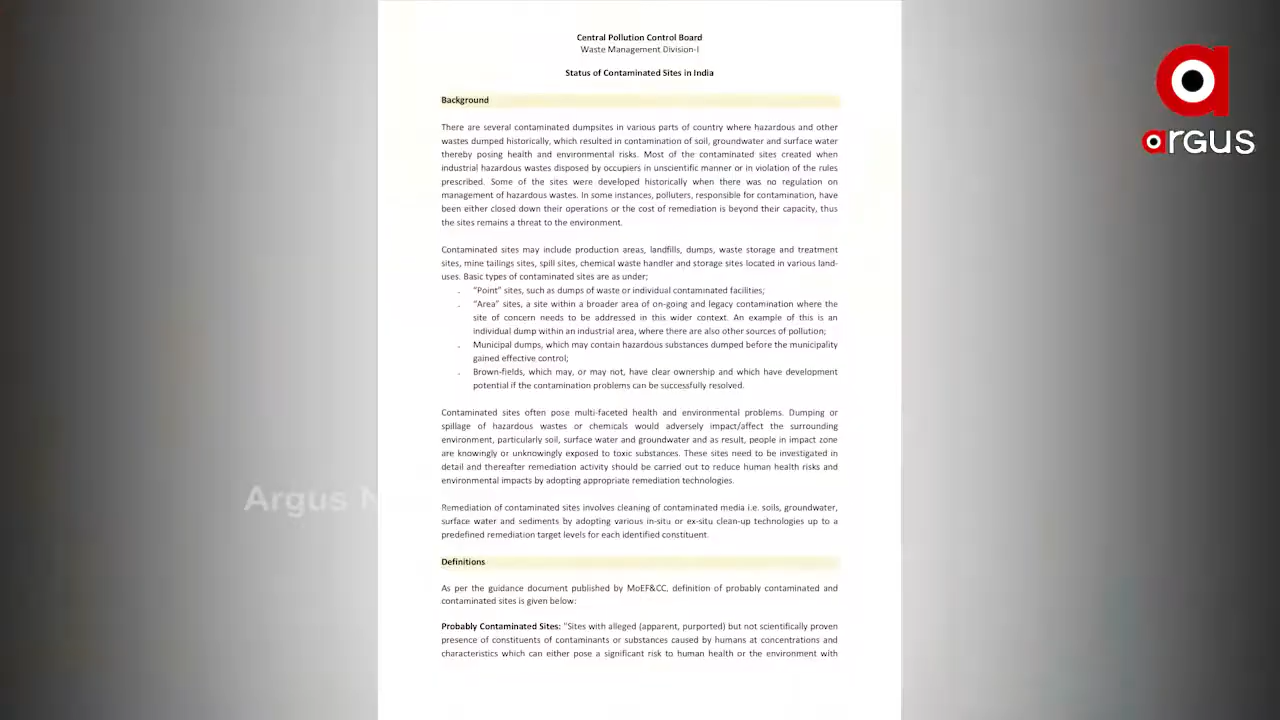 Central Pollution Control Board
Waste Management Division-I
Status of Contaminated Sites in India
Background
There are several contaminated dumpsites in various parts of country where hazardous and other
wastes dumped historically, which resulted in contamination of soil, groundwater and surface water
thereby posing health and environmental risks. Most of the contaminated sites created when
industrial hazardous wastes disposed by occupiers in unscientific manner or in violation of the rules
prescribed. Some of the sites were developed historically when there was no regulation on
management of hazardous wastes. In some instances, polluters, responsible for contamination, have
been either closed down their operations or the cost of remediation is beyond their capacity, thus
the sites remains a threat to the environment.
Contaminated sites may include production areas, landfills, dumps, waste storage and treatment
sites, mine tailings sites, spill sites, chemical waste handler and storage sites located in various land-
uses. Basic types of contaminated sites are as under;
. “Point” sites, such as dumps of waste or individual contaminated facilities;
. “Area” sites, a site within a broader area of on-going and legacy contamination where the
site of concern needs to be addressed in this wider context. An example of this is an
individual dump within an industrial area, where there are also other sources of pollution;
. Municipal dumps, which may contain hazardous substances dumped before the municipality
gained effective control;
. Brown-fields, which may, or may not, have clear ownership and which have development
potential if the contamination problems can be successfully resolved.
Contaminated sites often pose multi-faceted health and environmental problems. Dumping or
spillage of hazardous wastes or chemicals would adversely impact/affect the surrounding
environment, particularly soil, surface water and groundwater and as result, people in impact zone
are knowingly or unknowingly exposed to toxic substances. These sites need to be investigated in
detail and thereafter remediation activity should be carried out to reduce human health risks and
environmental impacts by adopting appropriate remediation technologies.
Remediation of contaminated sites involves cleaning of contaminated media i.e. soils, groundwater,
surface water and sediments by adopting various in-situ or ex-situ clean-up technologies up to a
predefined remediation target levels for each identified constituent.
Definitions
As per the guidance document published by MoEF&CC, definition of probably contaminated and
contaminated sites is given below:
Probably Contaminated Sites: “Sites with alleged (apparent, purported) but not scientifically proven
presence of constituents of contaminants or substances caused by humans at concentrations and
characteristics which can either pose a significant risk to human health or the environment with
argus
Argus N